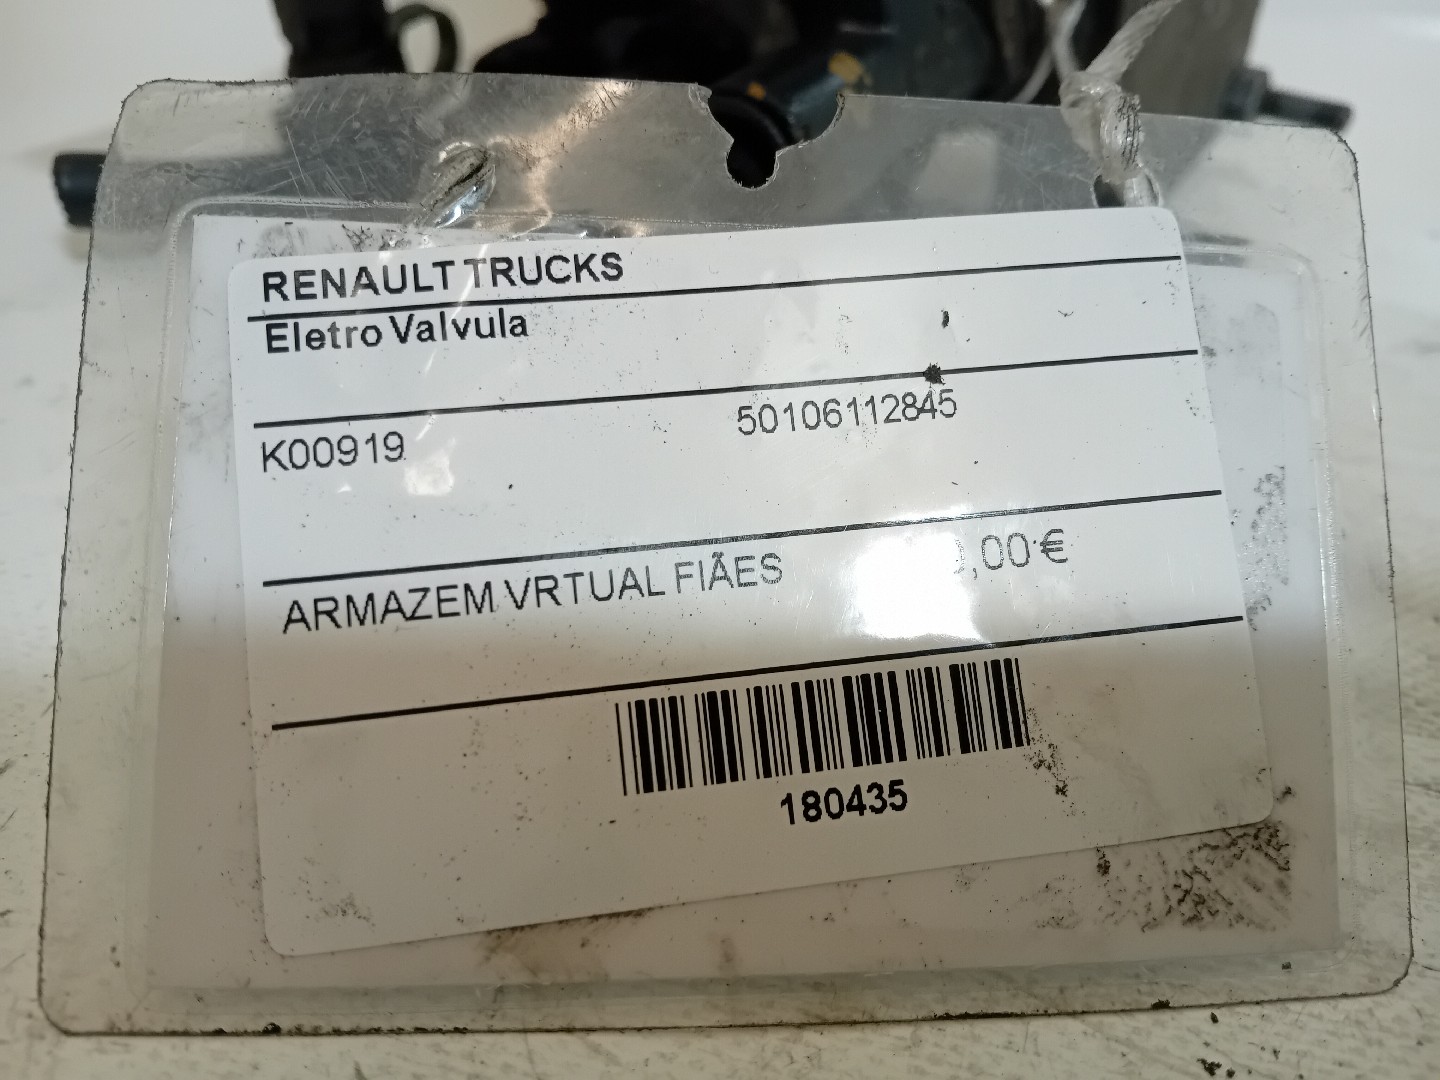 RENAULT TRUCKS
Eletro Valvula
K00919 50106112845
ARMAZEM VRTUAL FIÃES ,00 €
180435